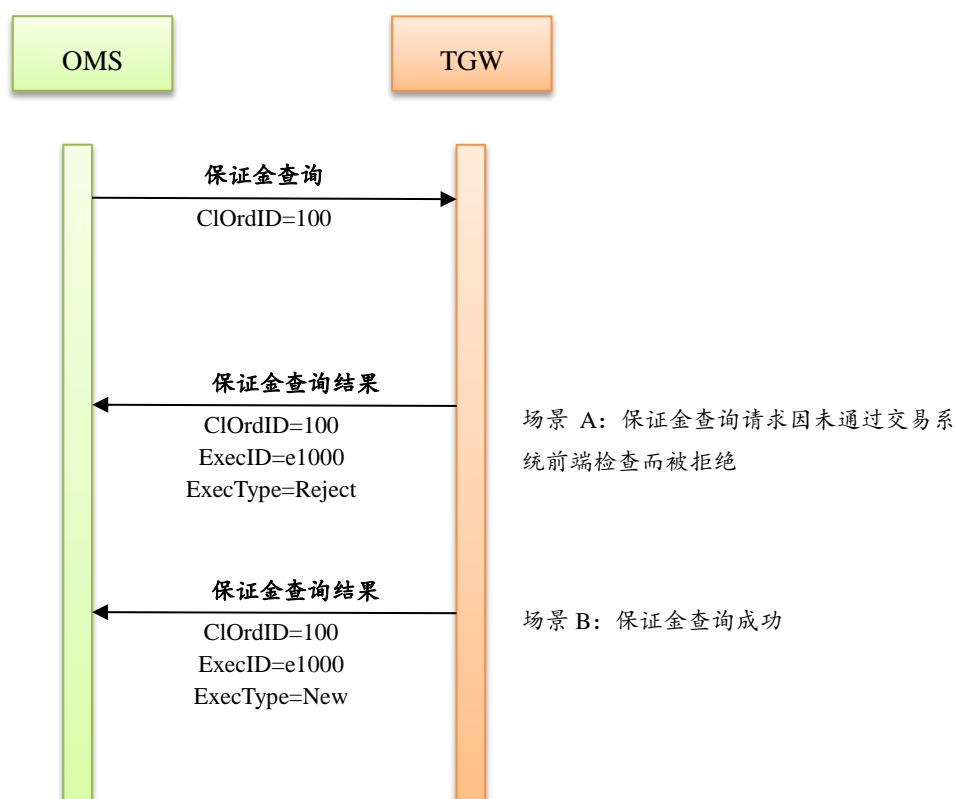 OMS
TGW
保证金查询
ClOrdID=100
保证金查询结果
ClOrdID=100
ExecID=e1000
ExecType=Reject
场景 A：保证金查询请求因未通过交易系
统前端检查而被拒绝
保证金查询结果
ClOrdID=100
ExecID=e1000
ExecType=New
场景 B：保证金查询成功